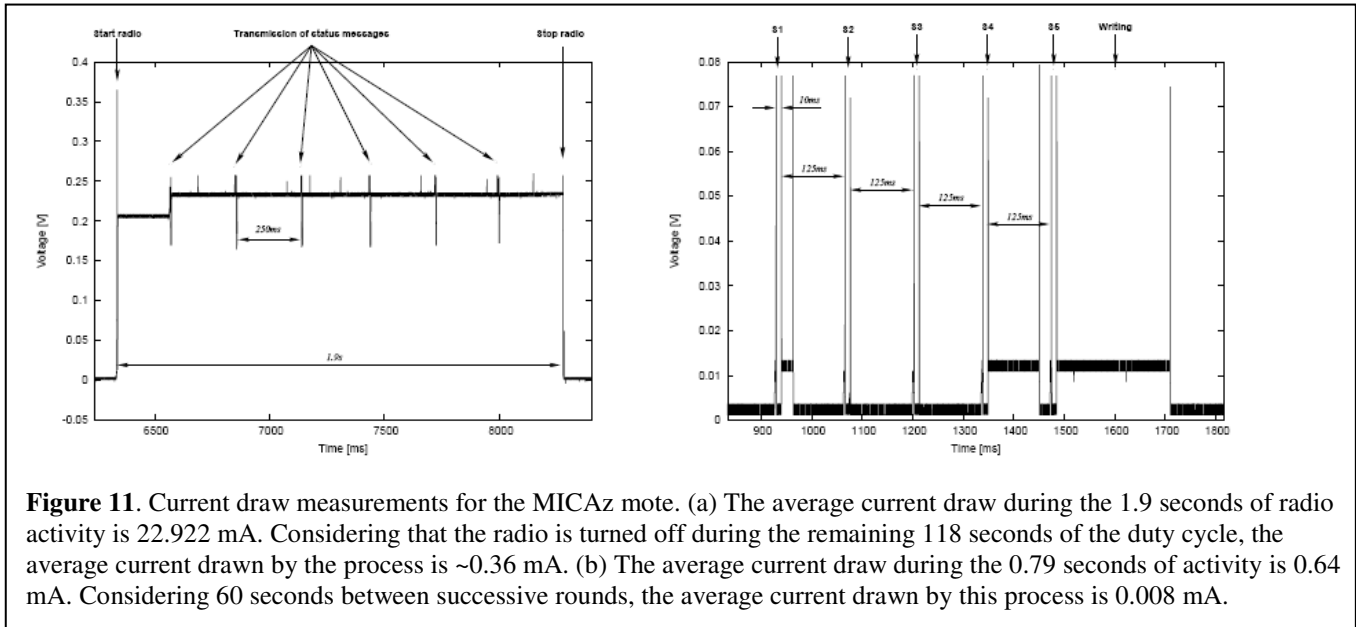 Start radio
Transmission of status messages
Stop radio
0.4
0.35
0.3
0.25
0.2
0.15
0.1
0.05
0
-0.05
Voltage [V]
250ms
1.9s
6500
7000
7500
8000
Time [ms]
S1
S2
S3
S4
S5
Writing
0.08
0.07
0.06
0.05
0.04
0.03
0.02
0.01
0
Voltage [V]
10ms
125ms
125ms
125ms
125ms
900
1000
1100
1200
1300
1400
1500
1600
1700
1800
Time [ms]
Figure 11. Current draw measurements for the MICAz mote. (a) The average current draw during the 1.9 seconds of radio
activity is 22.922 mA. Considering that the radio is turned off during the remaining 118 seconds of the duty cycle, the
average current drawn by the process is ~0.36 mA. (b) The average current draw during the 0.79 seconds of activity is 0.64
mA. Considering 60 seconds between successive rounds, the average current drawn by this process is 0.008 mA.